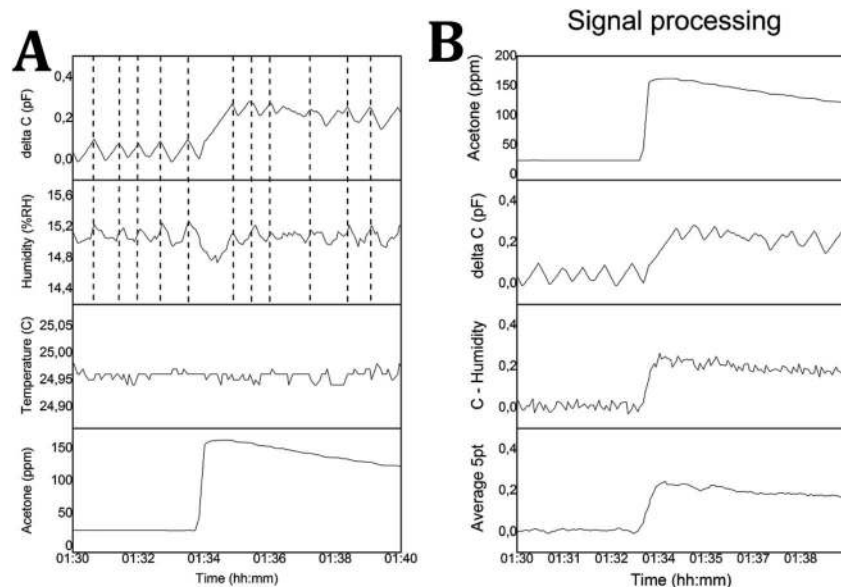 A
0,4
0,2
0,0
delta C (pF)
15,6
15,2
14,8
14,4
Humidity (%RH)
25,05
25,00
24,95
24,90
Temperature (C)
150
100
50
0
Acetone (ppm)
01:30 01:32 01:34 01:36 01:38 01:40
Time (hh:mm)
Signal processing
B
200
150
100
50
0
Acetone (ppm)
0,4
0,2
0,0
delta C (pF)
0,4
0,2
0,0
C - Humidity
0,4
0,2
0,0
Average 5pt
01:30 01:31 01:32 01:34 01:35 01:37 01:38
Time (hh:mm)